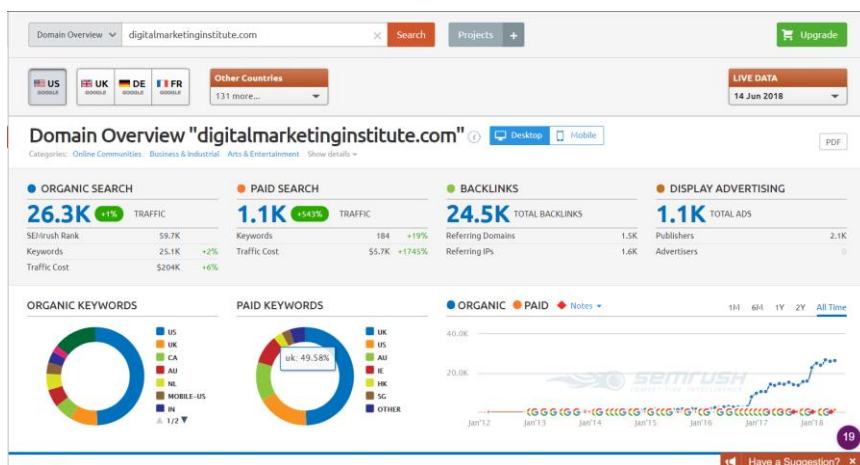 Domain Overview digitalmarketinginstitute.com × Search Projects + Upgrade
US GOOGLE UK GOOGLE DE GOOGLE FR GOOGLE
Other Countries
131 more...
LIVE DATA
14 Jun 2018
Domain Overview "digitalmarketinginstitute.com" i Desktop Mobile
PDF
Categories: Online Communities Business & Industrial Arts & Entertainment Show details
ORGANIC SEARCH
26.3K +1% TRAFFIC
SEMrush Rank 59.7K
Keywords 25.1K +2%
Traffic Cost $204K +6%
PAID SEARCH
1.1K +543% TRAFFIC
Keywords 184 +19%
Traffic Cost $5.7K +1745%
BACKLINKS
24.5K TOTAL BACKLINKS
Referring Domains 1.5K
Referring IPs 1.6K
DISPLAY ADVERTISING
1.1K TOTAL ADS
Publishers 2.1K
Advertisers 0
ORGANIC KEYWORDS
US
UK
CA
AU
NL
MOBILE-US
IN
1/2
PAID KEYWORDS
uk: 49.58%
UK
US
AU
IE
HK
SG
OTHER
ORGANIC PAID Notes
1M 6M 1Y 2Y All Time
40.0K
20.0K
SEMRUSH
COMPETITIVE INTELLIGENCE
Jan'12 Jan'13 Jan'14 Jan'15 Jan'16 Jan'17 Jan'18
19
Have a Suggestion? ×